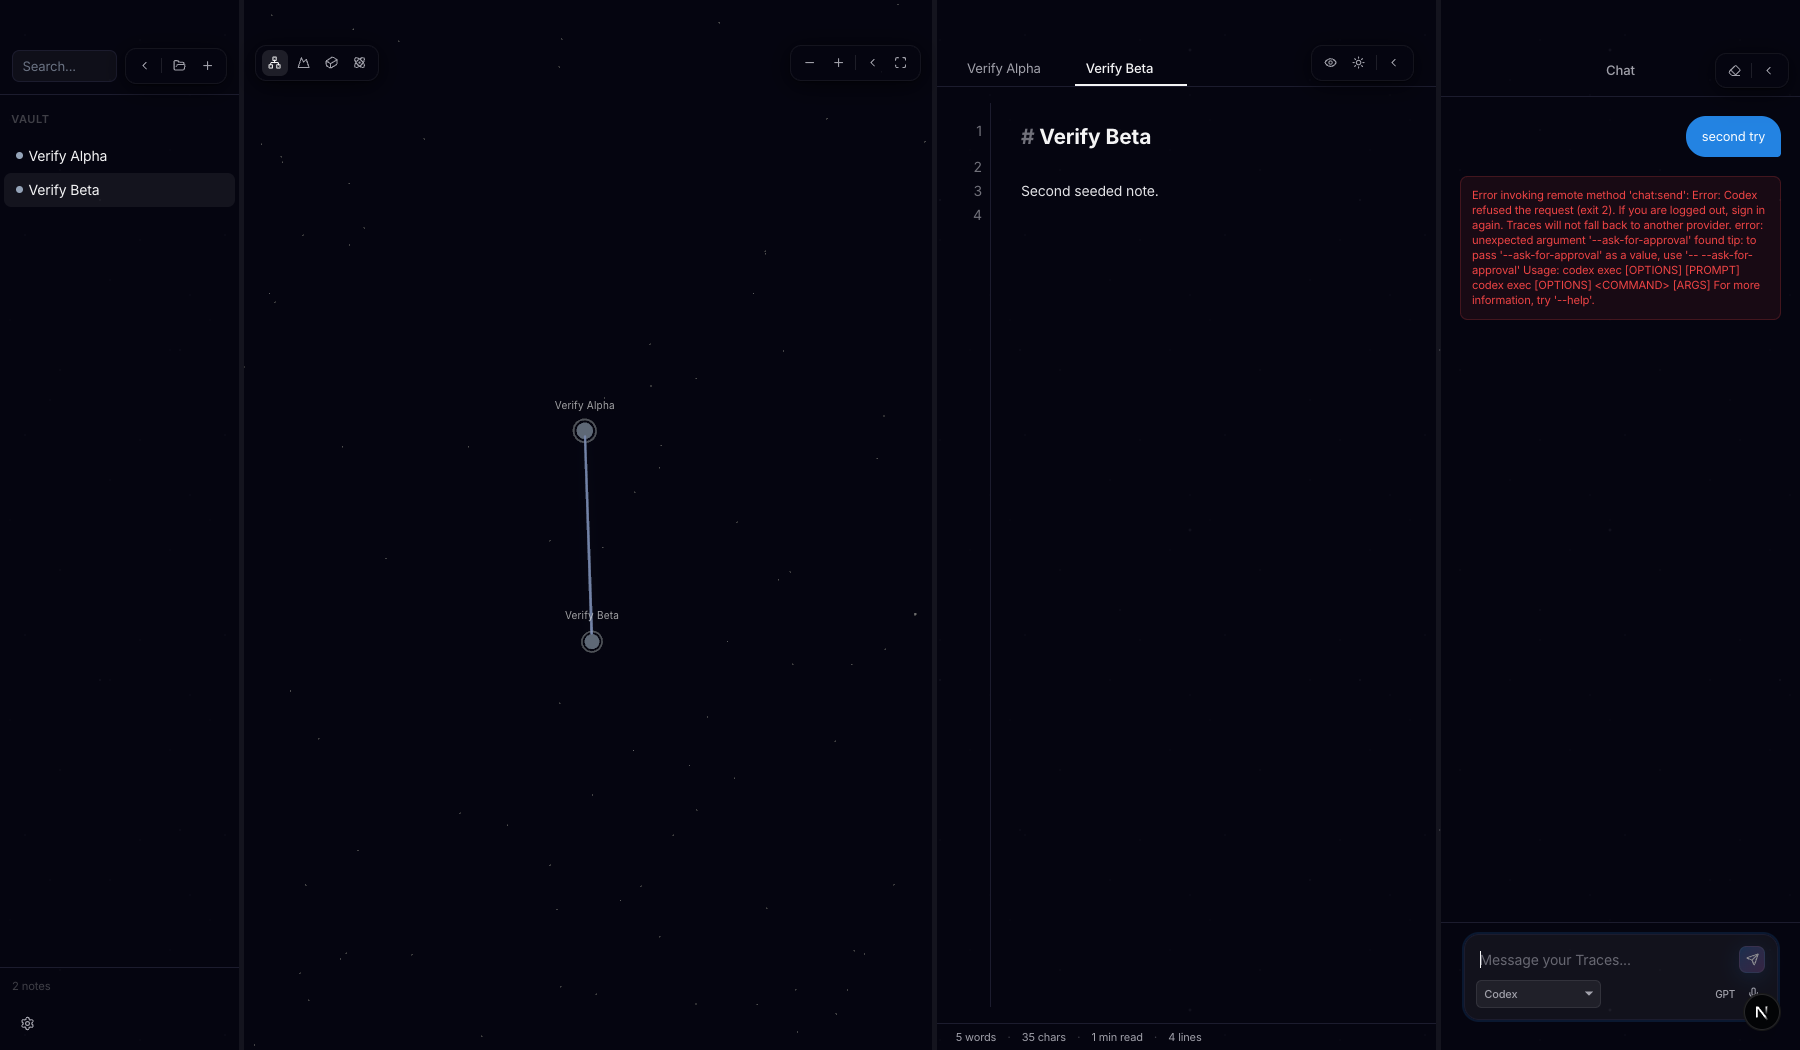 Search...
VAULT
Verify Alpha
Verify Beta
2 notes
Verify Alpha
Verify Beta
Verify Alpha
Verify Beta
1
# Verify Beta
2
3
Second seeded note.
4
5 words · 35 chars · 1 min read · 4 lines
Chat
second try
Error invoking remote method 'chat:send': Error: Codex
refused the request (exit 2). If you are logged out, sign in
again. Traces will not fall back to another provider. error:
unexpected argument '--ask-for-approval' found tip: to
pass '--ask-for-approval' as a value, use '-- --ask-for-
approval' Usage: codex exec [OPTIONS] [PROMPT]
codex exec [OPTIONS] <COMMAND> [ARGS] For more
information, try '--help'.
Message your Traces...
Codex
GPT
N